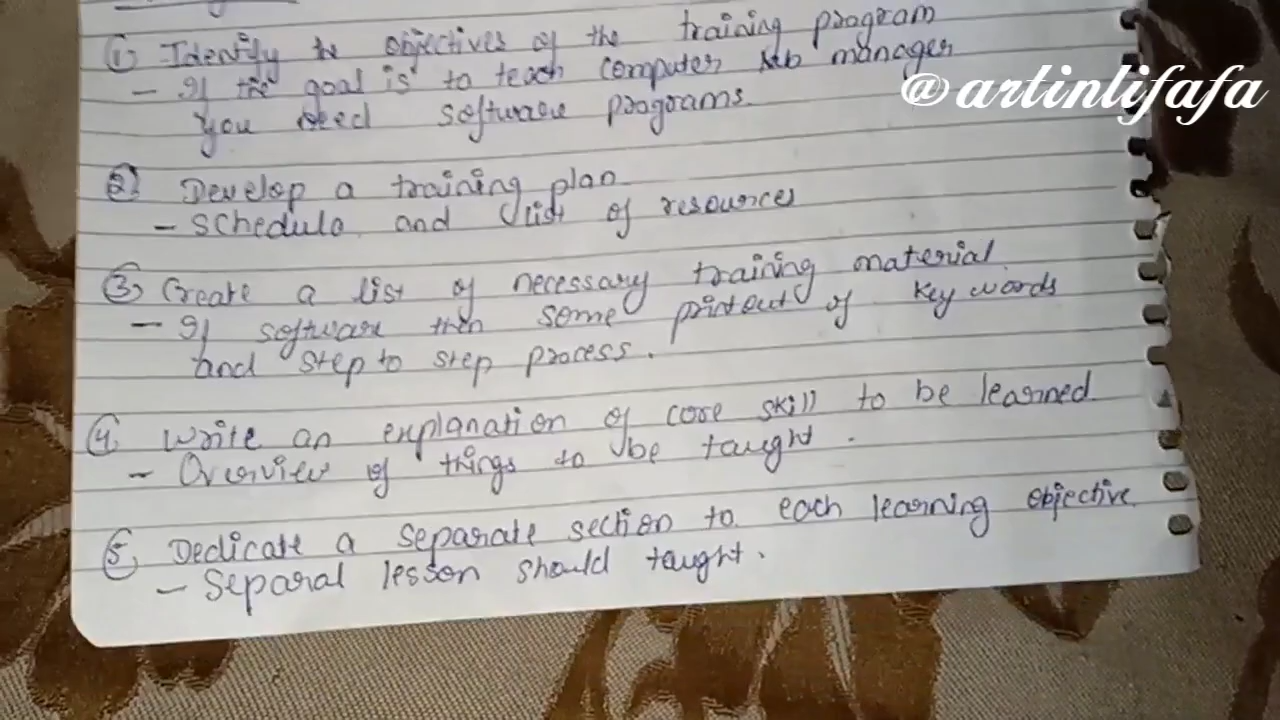 ① Identify the objectives of the training program
- If the goal is to teach computer lab manager
you need software programs.
@artinlifafa
② Develop a training plan
- Schedule and list of resources
③ Create a list of necessary training material
- If software then some printout of key words
and step to step process.
④ Write an explanation of core skill to be learned
- Overview of things to be taught.
⑤ Dedicate a separate section to each learning objective
- Separal lesson should taught.